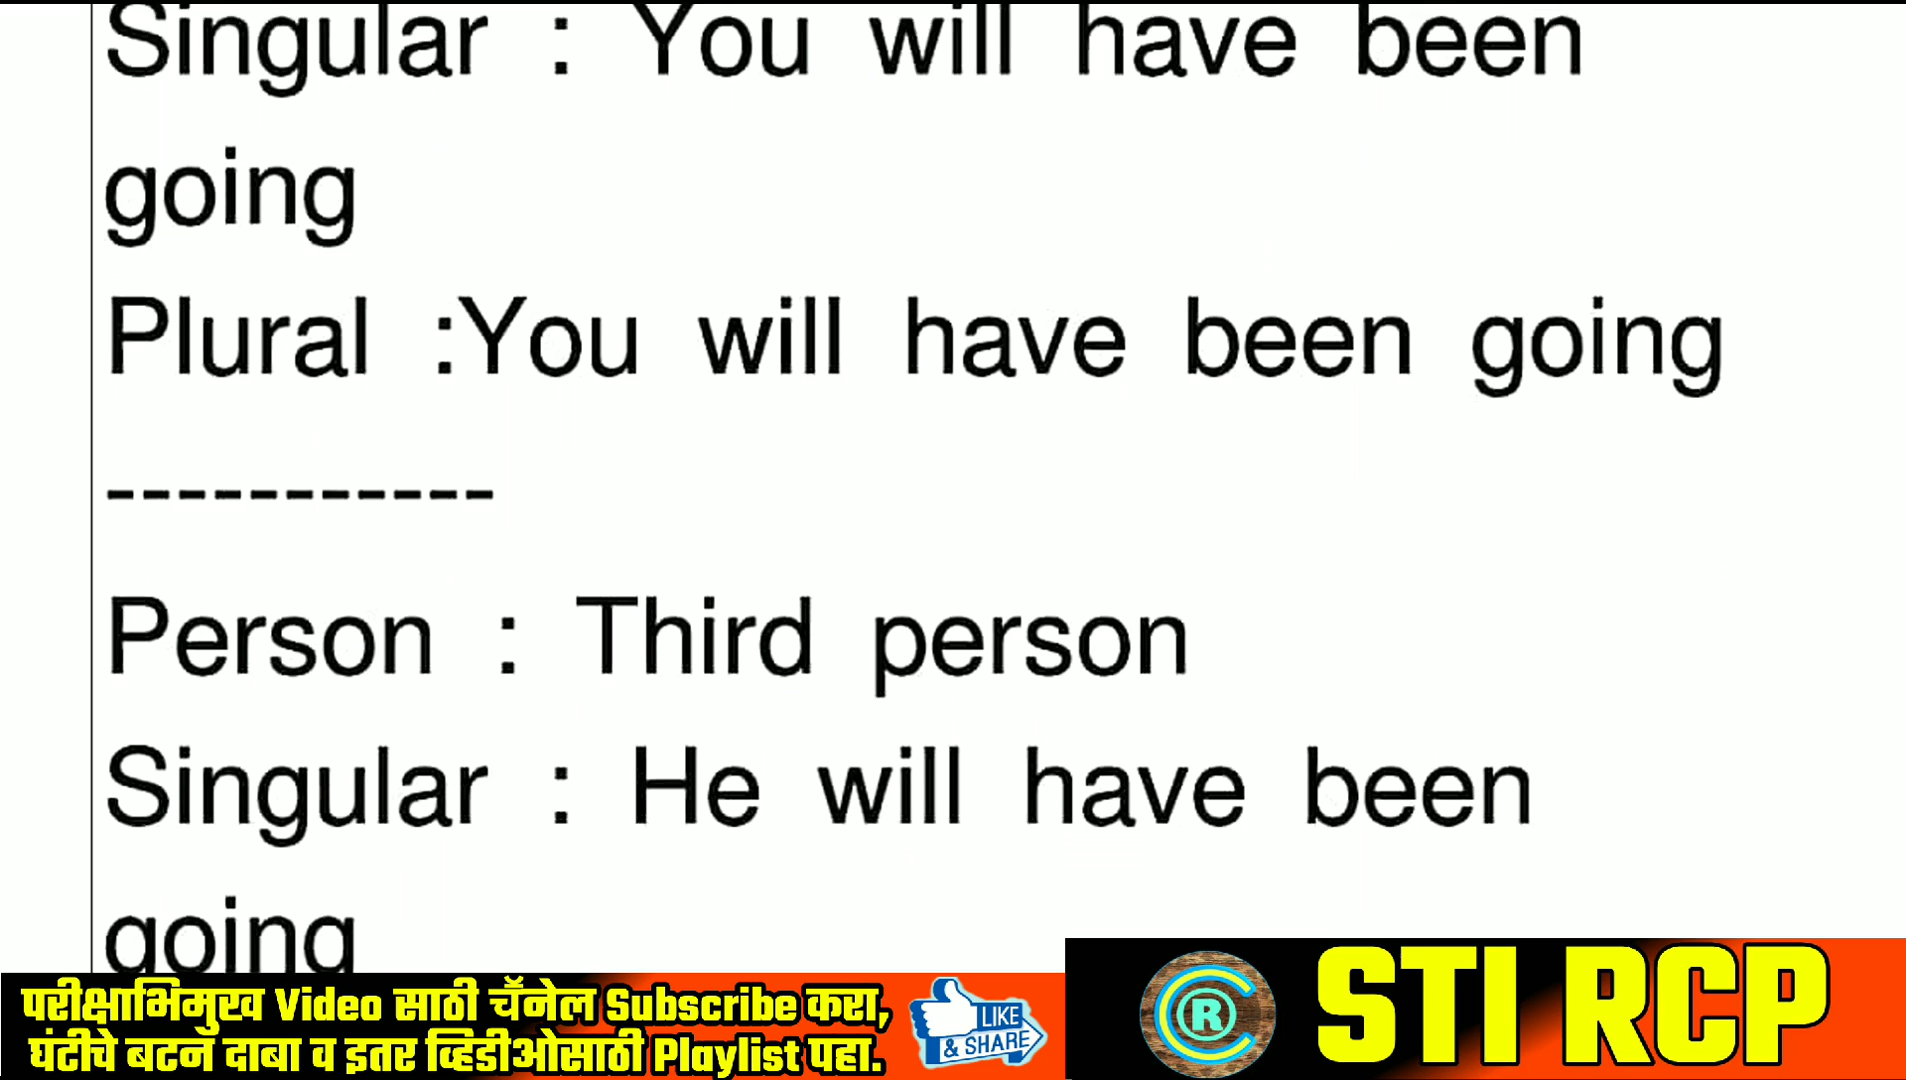 Singular : You will have been
going
Plural :You will have been going
-----------
Person : Third person
Singular : He will have been
going
परीक्षाभिमुख Video साठी चॅनेल Subscribe करा,
घंटीचे बटन दाबा व इतर व्हिडीओसाठी Playlist पहा.
LIKE
& SHARE
R
STI RCP